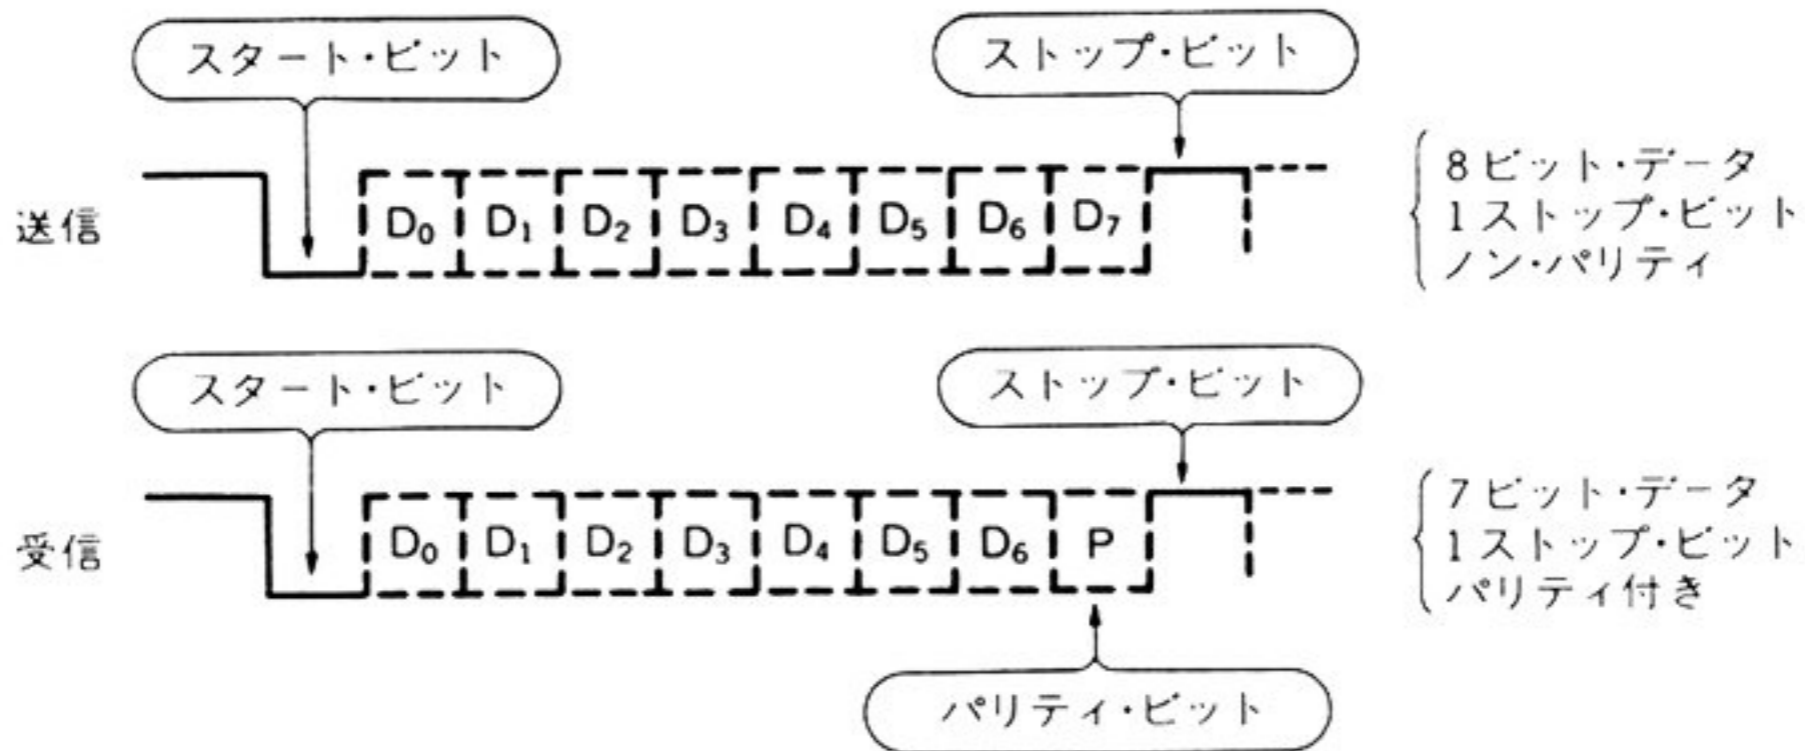 スタート・ビット
ストップ・ビット
送信
D₀ D₁ D₂ D₃ D₄ D₅ D₆ D₇
8ビット・データ
1ストップ・ビット
ノン・パリティ
スタート・ビット
ストップ・ビット
受信
D₀ D₁ D₂ D₃ D₄ D₅ D₆ P
7ビット・データ
1ストップ・ビット
パリティ付き
パリティ・ビット